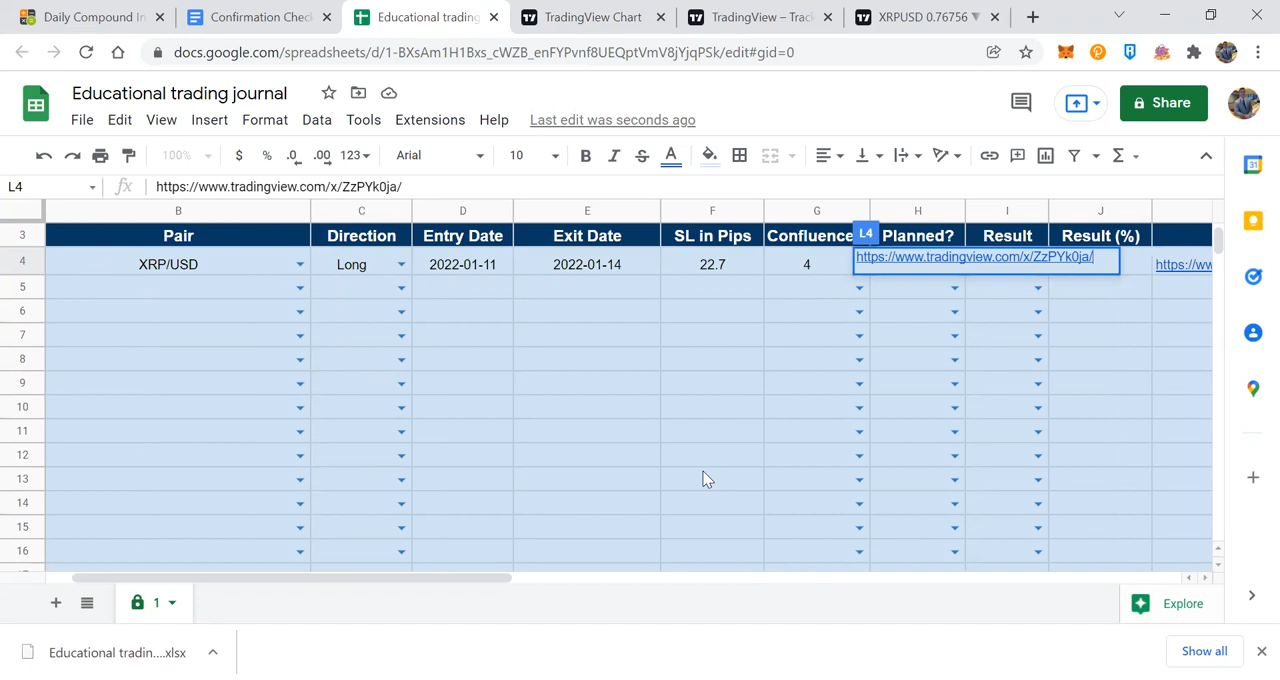 Daily Compound In
Confirmation Chec
Educational trading
TradingView Chart
TradingView – Trac
XRPUSD 0.76756 ▼
docs.google.com/spreadsheets/d/1-BXsAm1H1Bxs_cWZB_enFYPvnf8UEQptVmV8jYjqPSk/edit#gid=0
Educational trading journal
Share
File Edit View Insert Format Data Tools Extensions Help Last edit was seconds ago
100% $ % .0 .00 123 Arial 10 B I S A
L4 fx https://www.tradingview.com/x/ZzPYk0ja/
B C D E F G H I J
3 Pair Direction Entry Date Exit Date SL in Pips Confluence L4 Planned? Result Result (%)
4 XRP/USD Long 2022-01-11 2022-01-14 22.7 4 https://www.tradingview.com/x/ZzPYk0ja/ https://ww
5
6
7
8
9
10
11
12
13
14
15
16
1
Explore
Educational tradin....xlsx
Show all
31